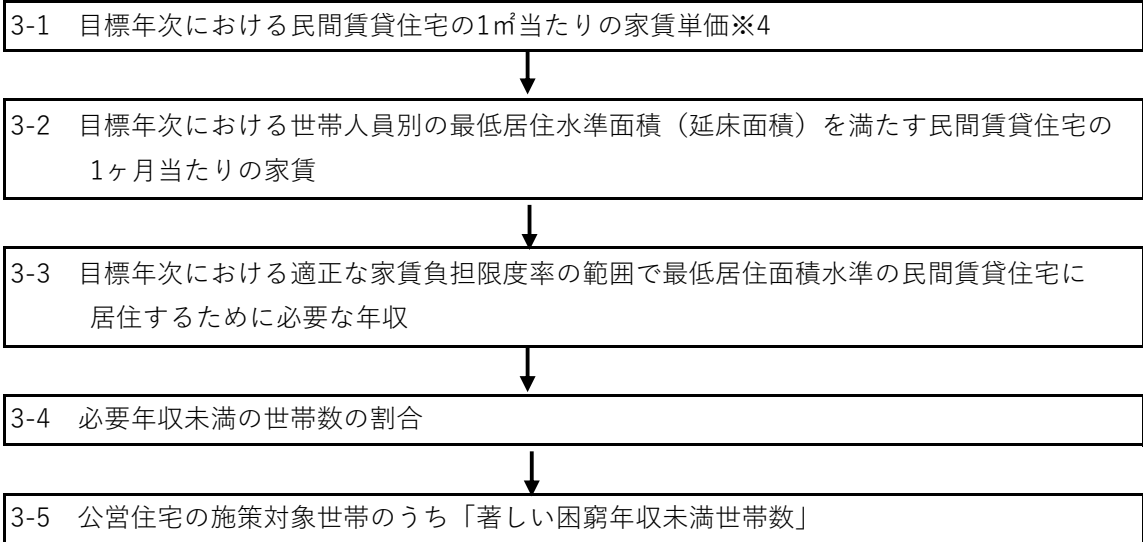 3-1 目標年次における民間賃貸住宅の1㎡当たりの家賃単価※4
3-2 目標年次における世帯人員別の最低居住水準面積（延床面積）を満たす民間賃貸住宅の
1ヶ月当たりの家賃
3-3 目標年次における適正な家賃負担限度率の範囲で最低居住面積水準の民間賃貸住宅に
居住するために必要な年収
3-4 必要年収未満の世帯数の割合
3-5 公営住宅の施策対象世帯のうち「著しい困窮年収未満世帯数」